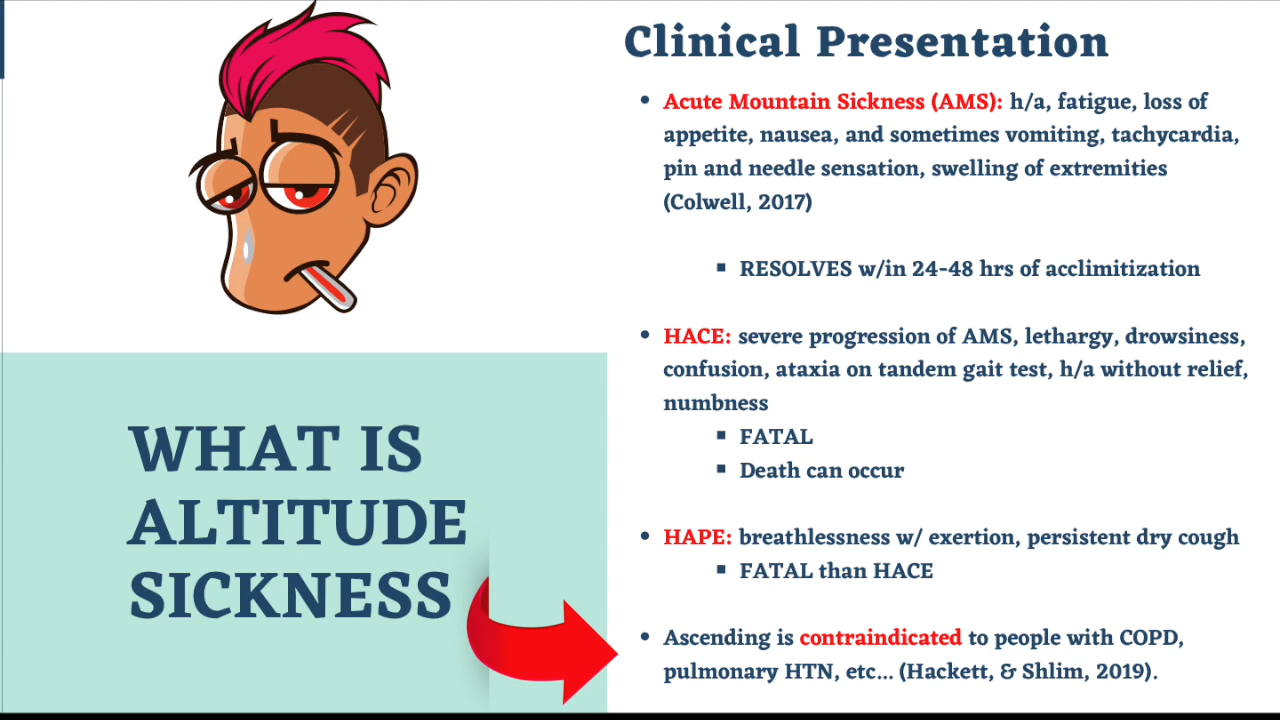 WHAT IS
ALTITUDE
SICKNESS
Clinical Presentation
• Acute Mountain Sickness (AMS): h/a, fatigue, loss of
appetite, nausea, and sometimes vomiting, tachycardia,
pin and needle sensation, swelling of extremities
(Colwell, 2017)
▪ RESOLVES w/in 24-48 hrs of acclimitization
• HACE: severe progression of AMS, lethargy, drowsiness,
confusion, ataxia on tandem gait test, h/a without relief,
numbness
▪ FATAL
▪ Death can occur
• HAPE: breathlessness w/ exertion, persistent dry cough
▪ FATAL than HACE
• Ascending is contraindicated to people with COPD,
pulmonary HTN, etc... (Hackett, & Shlim, 2019).